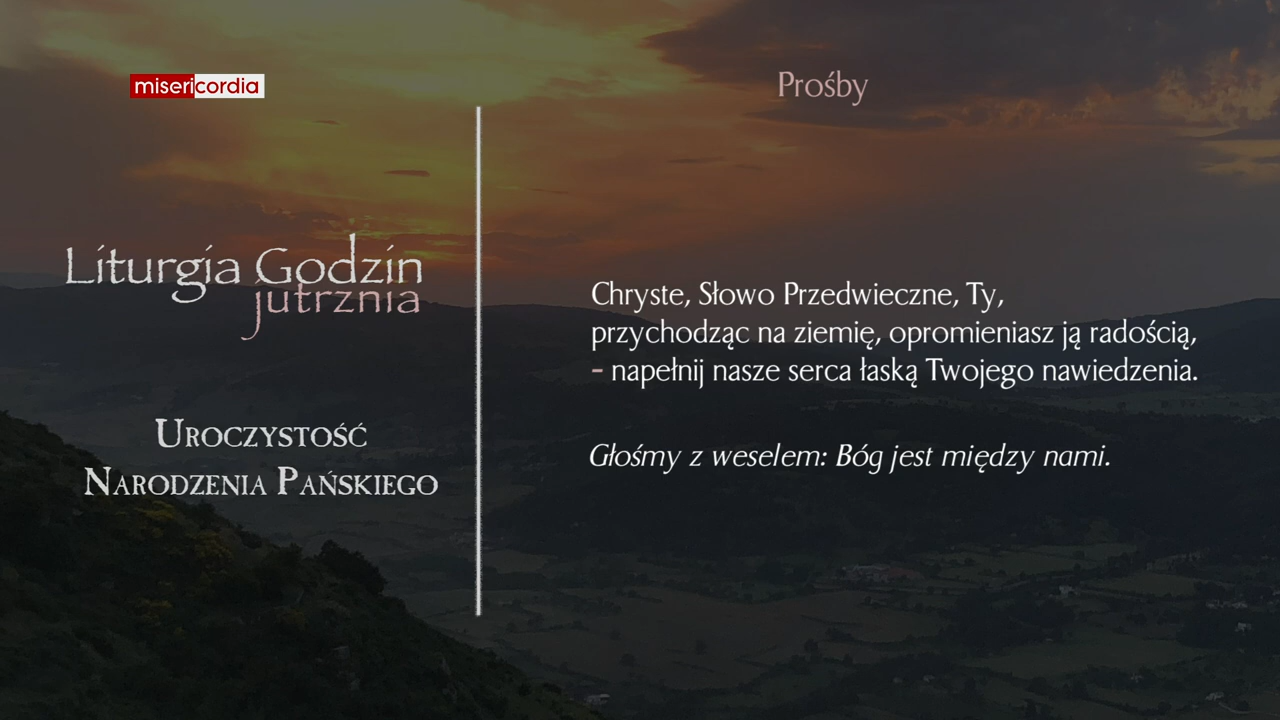 misericordia
Liturgia Godzin
jutrznia
Uroczystość
Narodzenia Pańskiego
Prośby
Chryste, Słowo Przedwieczne, Ty,
przychodząc na ziemię, opromieniasz ją radością,
- napełnij nasze serca łaską Twojego nawiedzenia.
Głośmy z weselem: Bóg jest między nami.